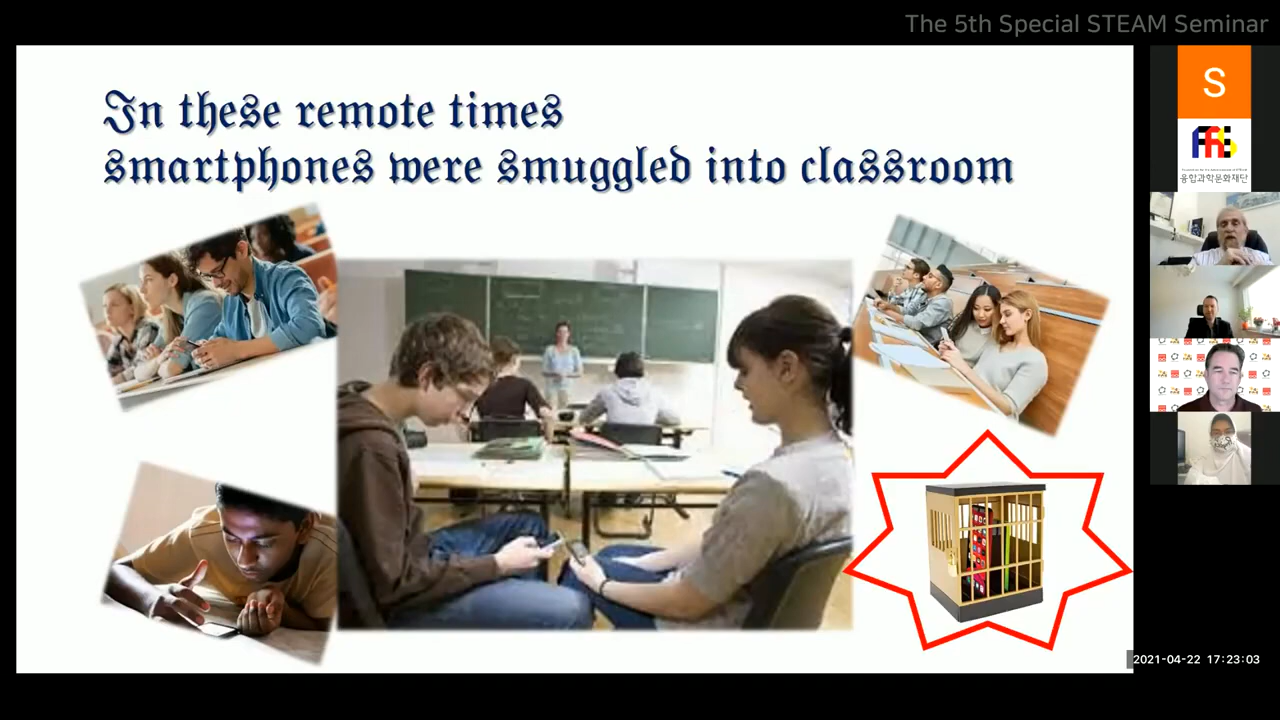 The 5th Special STEAM Seminar
In these remote times
smartphones were smuggled into classroom
S
융합과학문화재단
2021-04-22 17:23:03